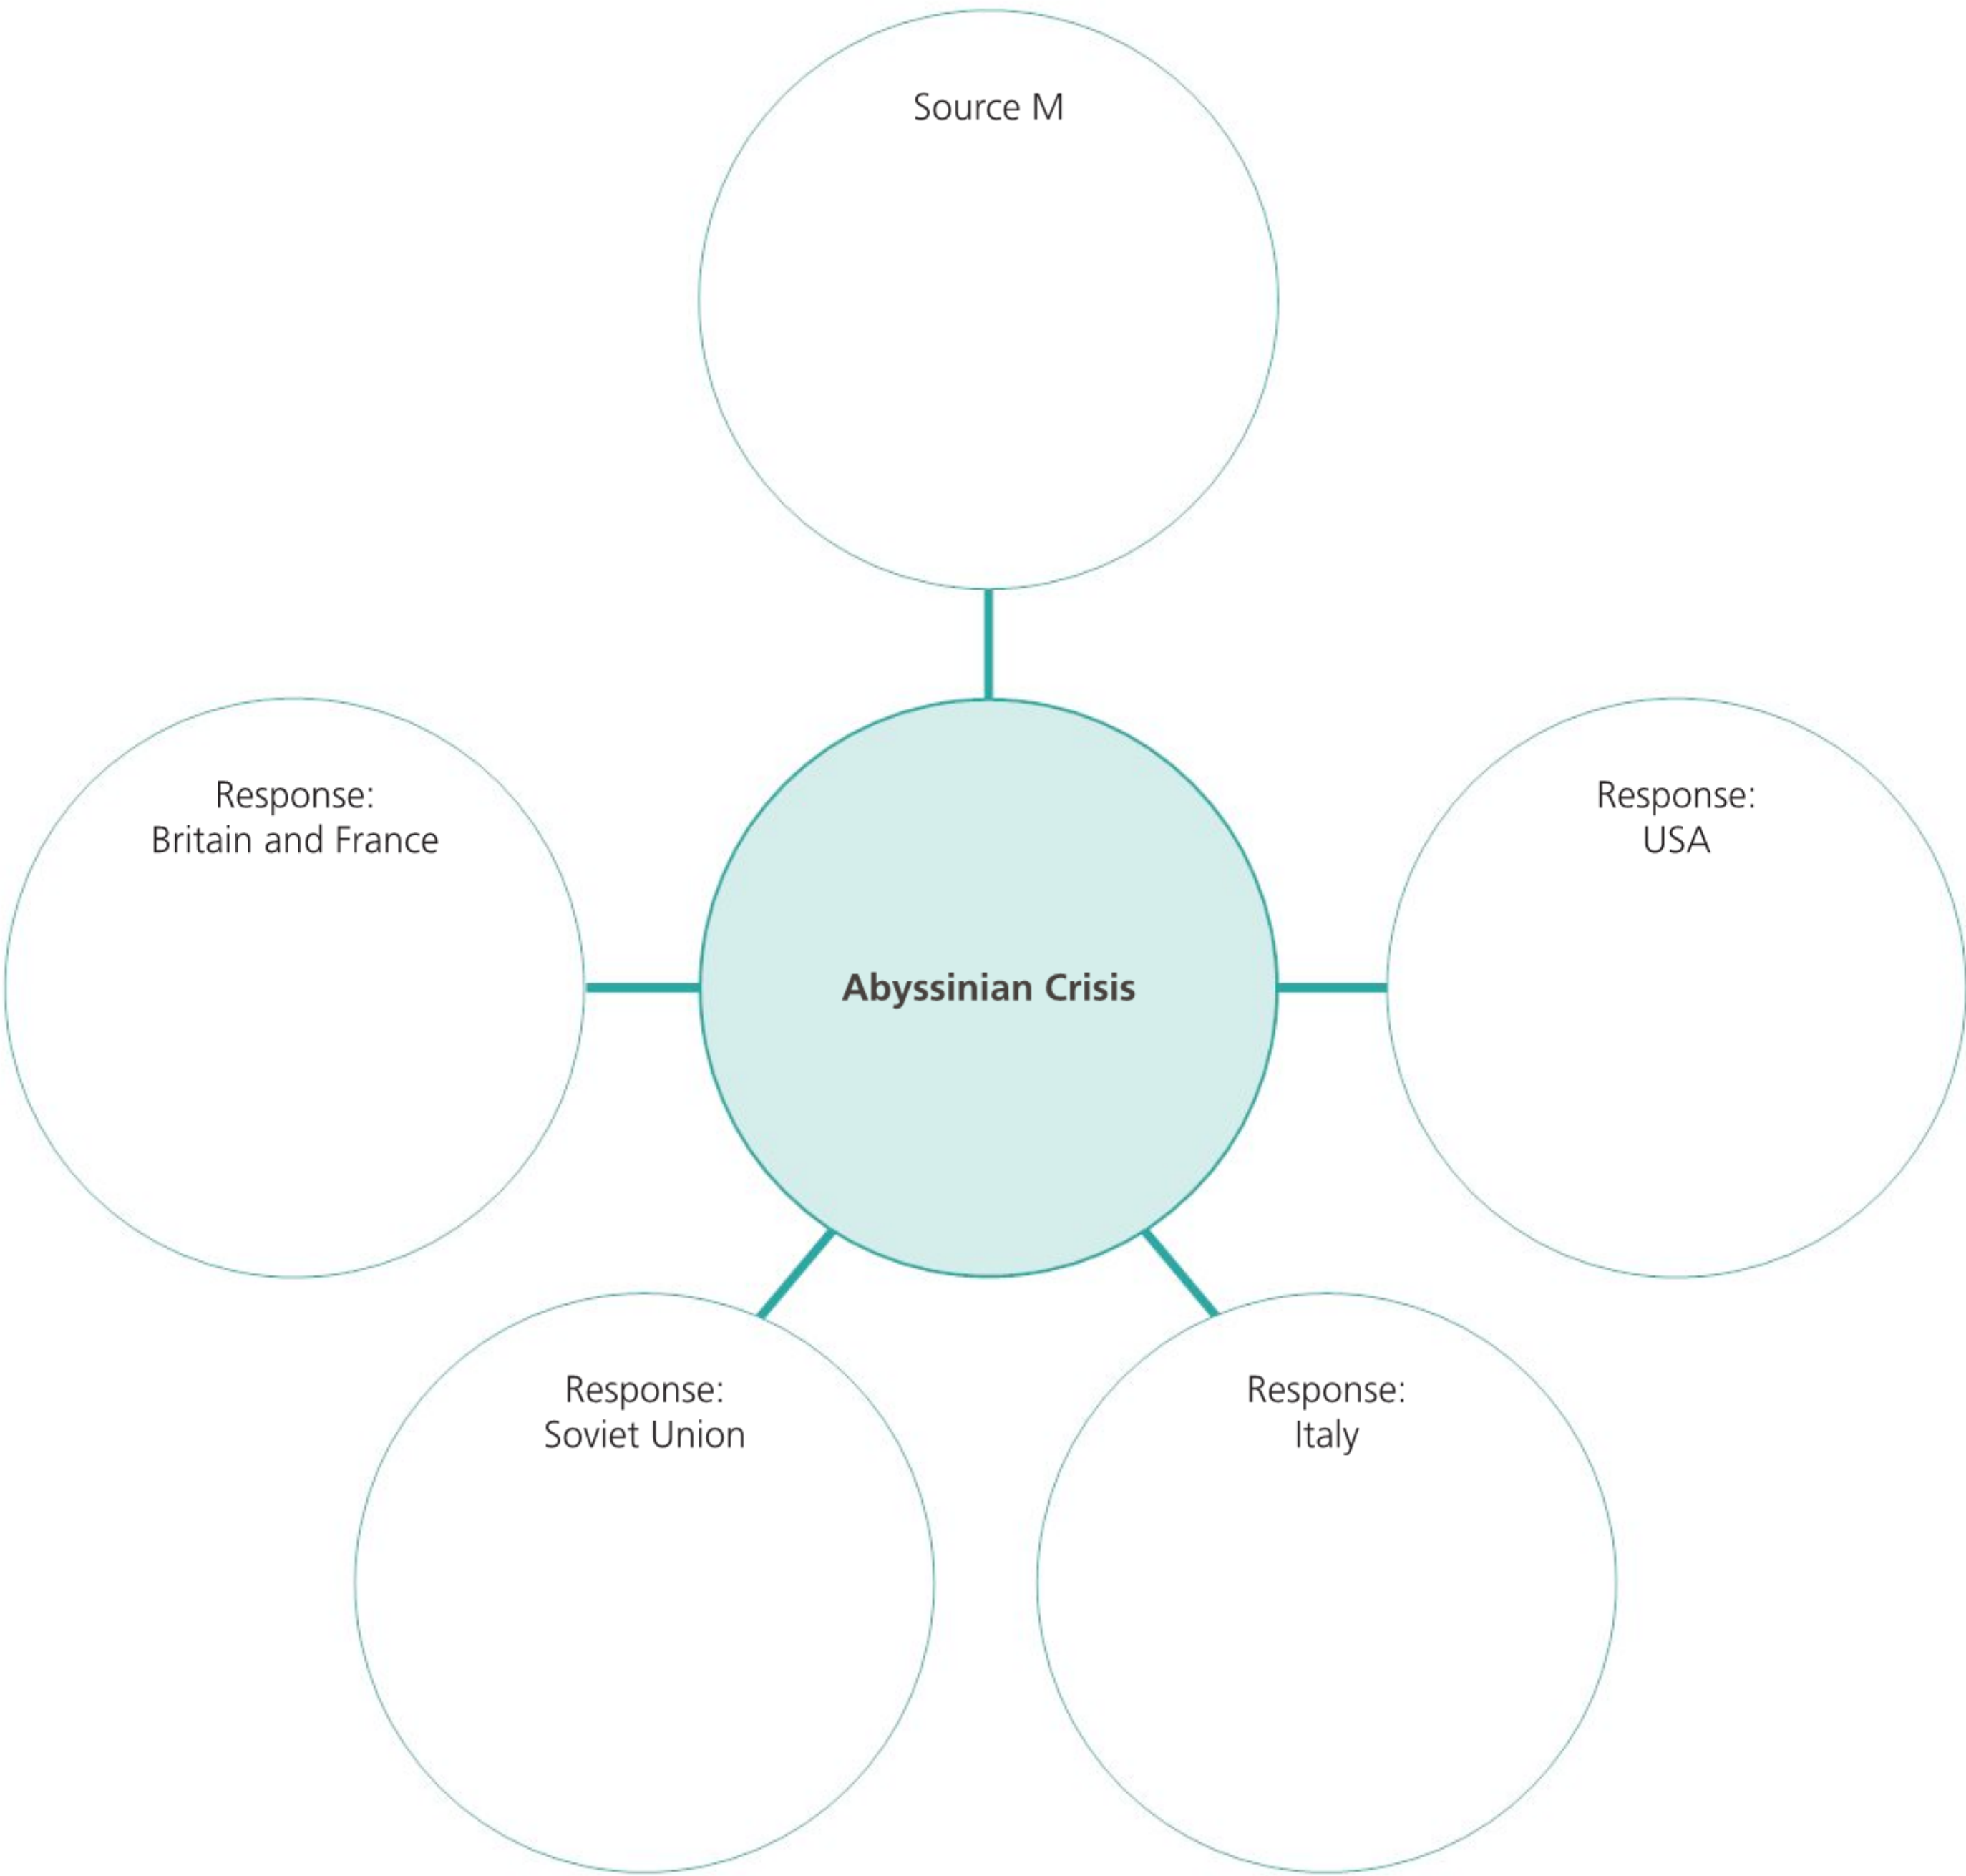 Source M
Response:
Britain and France
Abyssinian Crisis
Response:
USA
Response:
Soviet Union
Response:
Italy